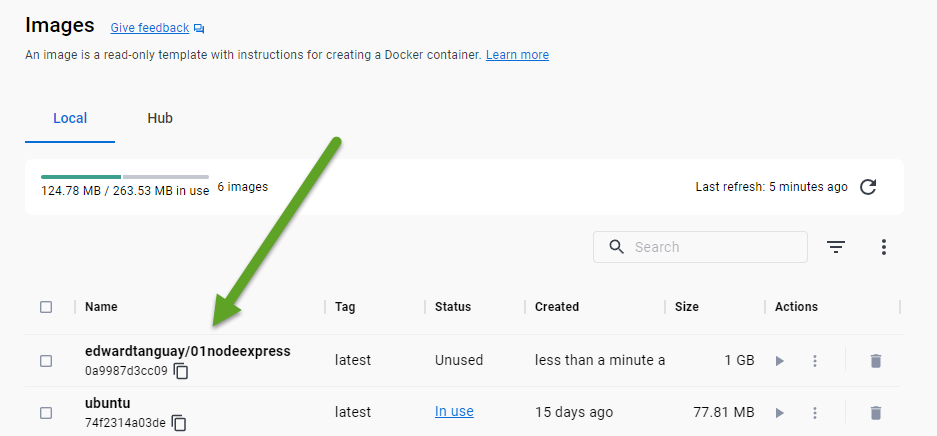 Images Give feedback
An image is a read-only template with instructions for creating a Docker container. Learn more
Local Hub
124.78 MB / 263.53 MB in use 6 images Last refresh: 5 minutes ago
Search
Name Tag Status Created Size Actions
edwardtanguay/01nodeexpress latest Unused less than a minute a 1 GB
0a9987d3cc09
ubuntu latest In use 15 days ago 77.81 MB
74f2314a03de